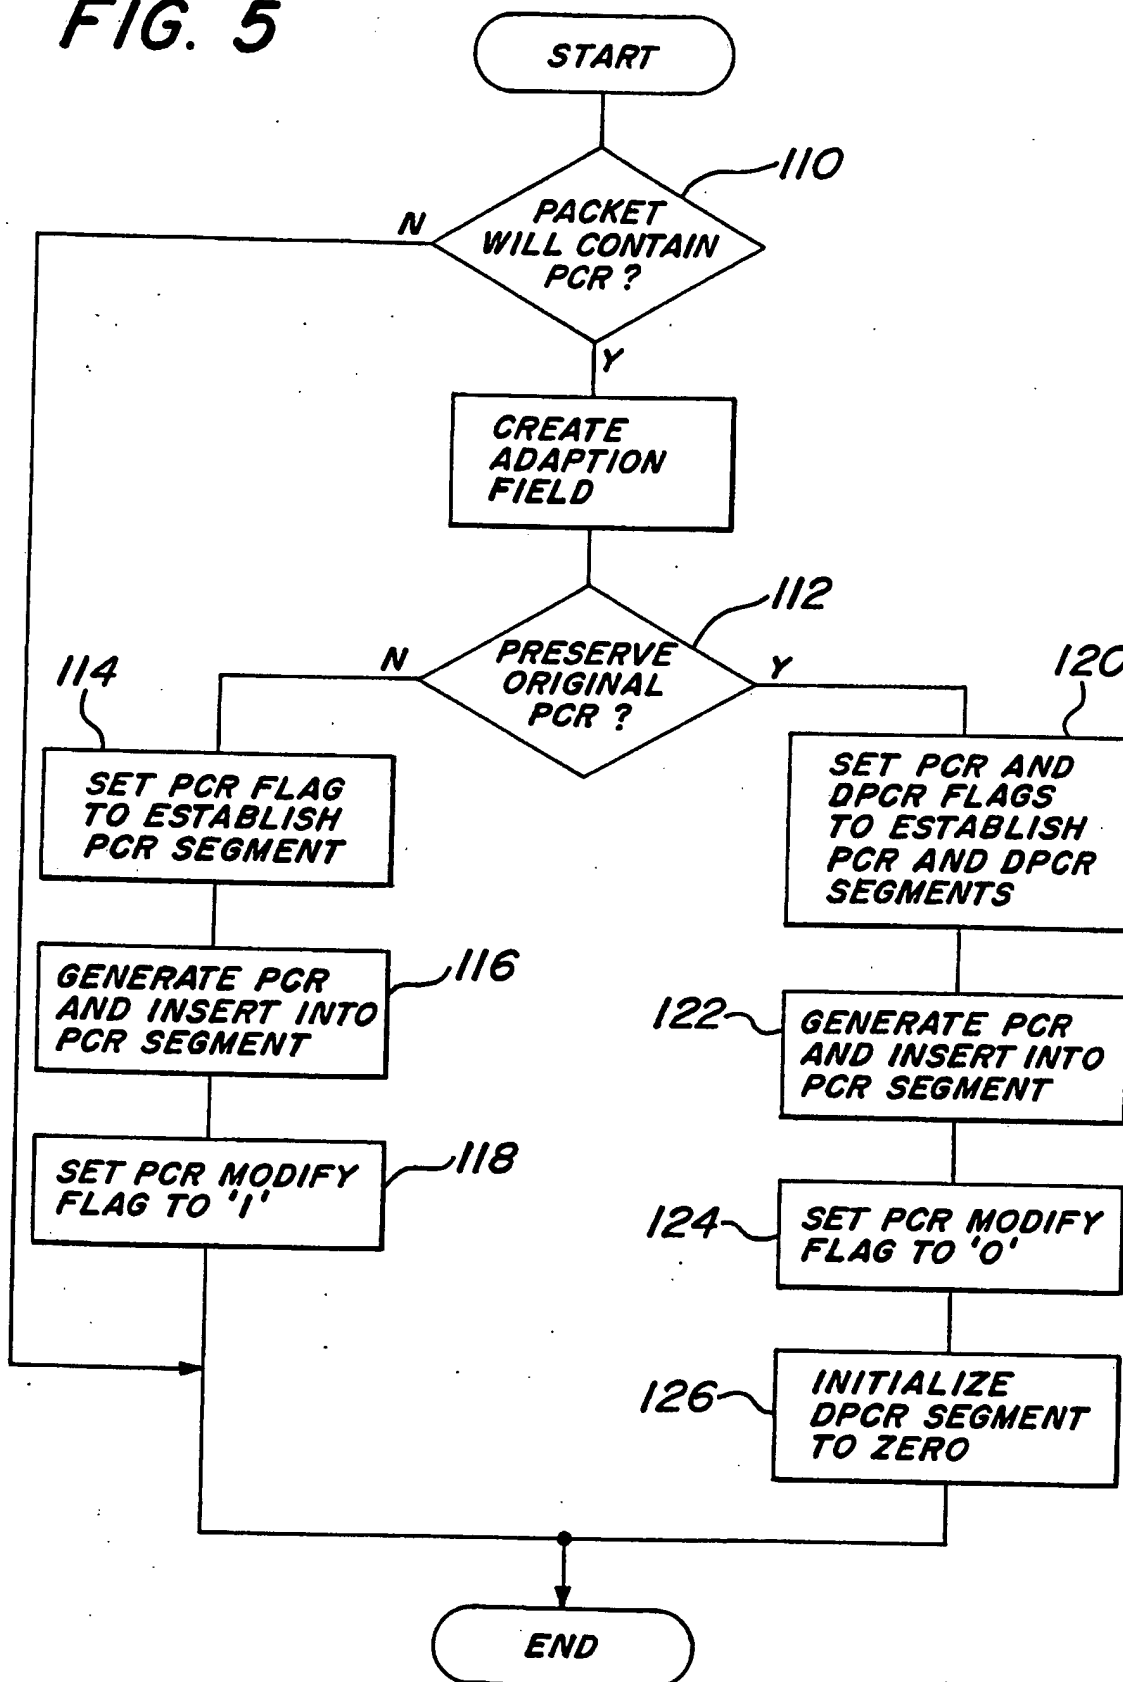 FIG. 5
START
110
N
PACKET
WILL CONTAIN
PCR ?
Y
CREATE
ADAPTION
FIELD
112
N
PRESERVE
ORIGINAL
PCR ?
Y
114
120
SET PCR FLAG
TO ESTABLISH
PCR SEGMENT
SET PCR AND
DPCR FLAGS
TO ESTABLISH
PCR AND DPCR
SEGMENTS
GENERATE PCR
AND INSERT INTO
PCR SEGMENT
116
122
GENERATE PCR
AND INSERT INTO
PCR SEGMENT
SET PCR MODIFY
FLAG TO '1'
118
124
SET PCR MODIFY
FLAG TO '0'
126
INITIALIZE
DPCR SEGMENT
TO ZERO
END